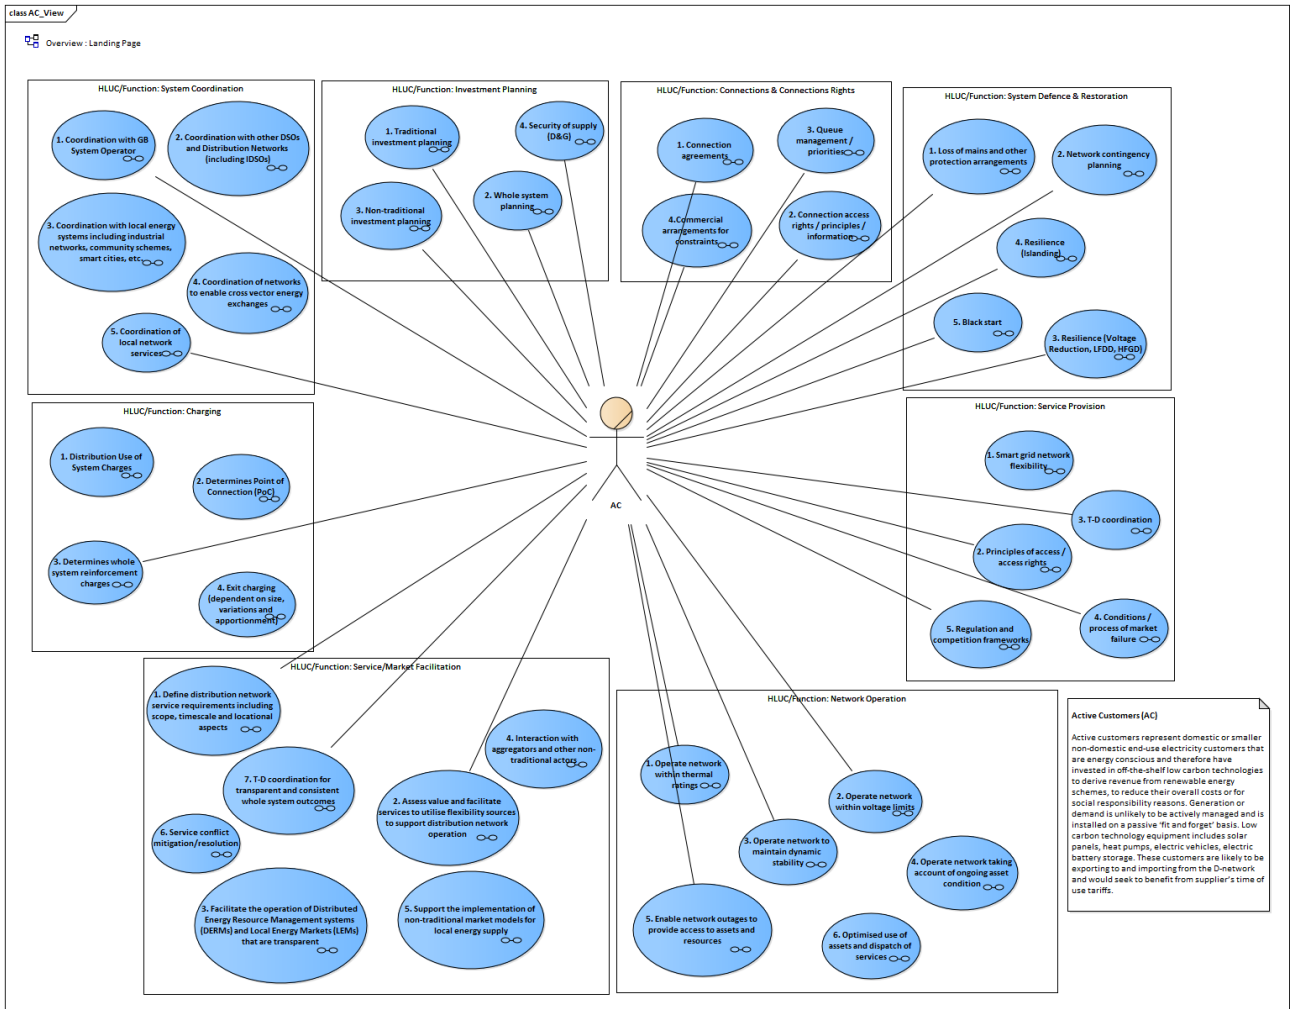 class AC_View
Overview : Landing Page
HLUC/Function: System Coordination
1. Coordination with GB
System Operator
2. Coordination with other DSOs
and Distribution Networks
(including IDSOs)
3. Coordination with local energy
systems including industrial
networks, community schemes,
smart cities, etc.
4. Coordination of networks
to enable cross vector energy
exchanges
5. Coordination of
local network
services
HLUC/Function: Investment Planning
1. Traditional
investment planning
4. Security of supply
(D&G)
3. Non-traditional
investment planning
2. Whole system
planning
HLUC/Function: Connections & Connections Rights
1. Connection
agreements
3. Queue
management /
priorities
4.Commercial
arrangements for
constraints
2. Connection access
rights / principles /
information
HLUC/Function: System Defence & Restoration
1. Loss of mains and other
protection arrangements
2. Network contingency
planning
4. Resilience
(Islanding)
5. Black start
3. Resilience (Voltage
Reduction, LFDD, HFGD)
HLUC/Function: Charging
1. Distribution Use of
System Charges
2. Determines Point of
Connection (PoC)
3. Determines whole
system reinforcement
charges
4. Exit charging
(dependent on size,
variations and
apportionment)
AC
HLUC/Function: Service Provision
1. Smart grid network
flexibility
3. T-D coordination
2. Principles of access /
access rights
4. Conditions /
process of market
failure
5. Regulation and
competition frameworks
HLUC/Function: Service/Market Facilitation
1. Define distribution network
service requirements including
scope, timescale and locational
aspects
4. Interaction with
aggregators and other non-
traditional actors
7. T-D coordination for
transparent and consistent
whole system outcomes
2. Assess value and facilitate
services to utilise flexibility sources
to support distribution network
operation
6. Service conflict
mitigation/resolution
3. Facilitate the operation of Distributed
Energy Resource Management systems
(DERMs) and Local Energy Markets (LEMs)
that are transparent
5. Support the implementation of
non-traditional market models for
local energy supply
HLUC/Function: Network Operation
1. Operate network
within thermal
ratings
2. Operate network
within voltage limits
3. Operate network to
maintain dynamic
stability
4. Operate network taking
account of ongoing asset
condition
5. Enable network outages to
provide access to assets and
resources
6. Optimised use of
assets and dispatch of
services
Active Customers (AC)
Active customers represent domestic or smaller
non-domestic end-use electricity customers that
are energy conscious and therefore have
invested in off-the-shelf low carbon technologies
to derive revenue from renewable energy
schemes, to reduce their overall costs or for
social responsibility reasons. Generation or
demand is unlikely to be actively managed and is
installed on a passive 'fit and forget' basis. Low
carbon technology equipment includes solar
panels, heat pumps, electric vehicles, electric
battery storage. These customers are likely to be
exporting to and importing from the D-network
and would seek to benefit from supplier's time of
use tariffs.